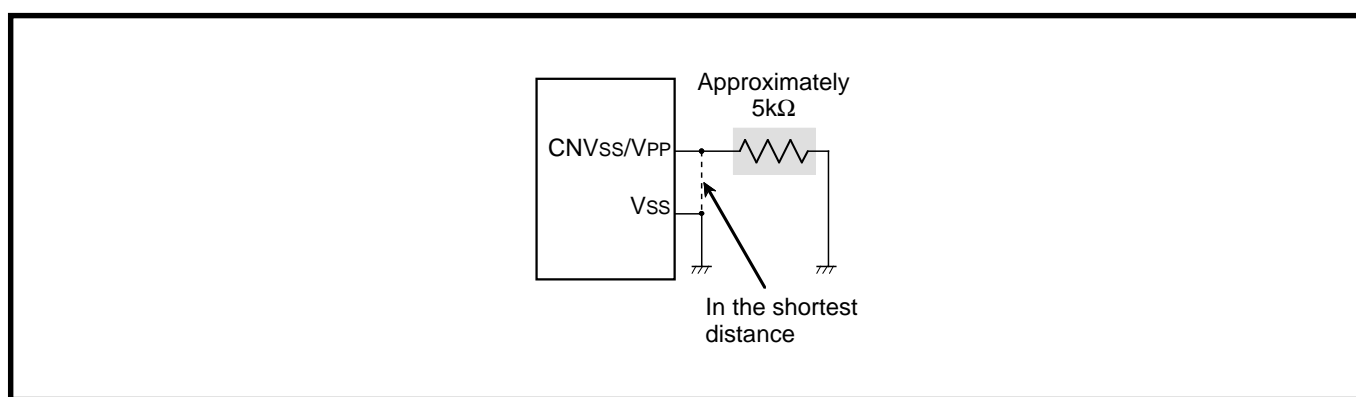 Approximately
5kΩ
CNVSS/VPP
VSS
In the shortest
distance